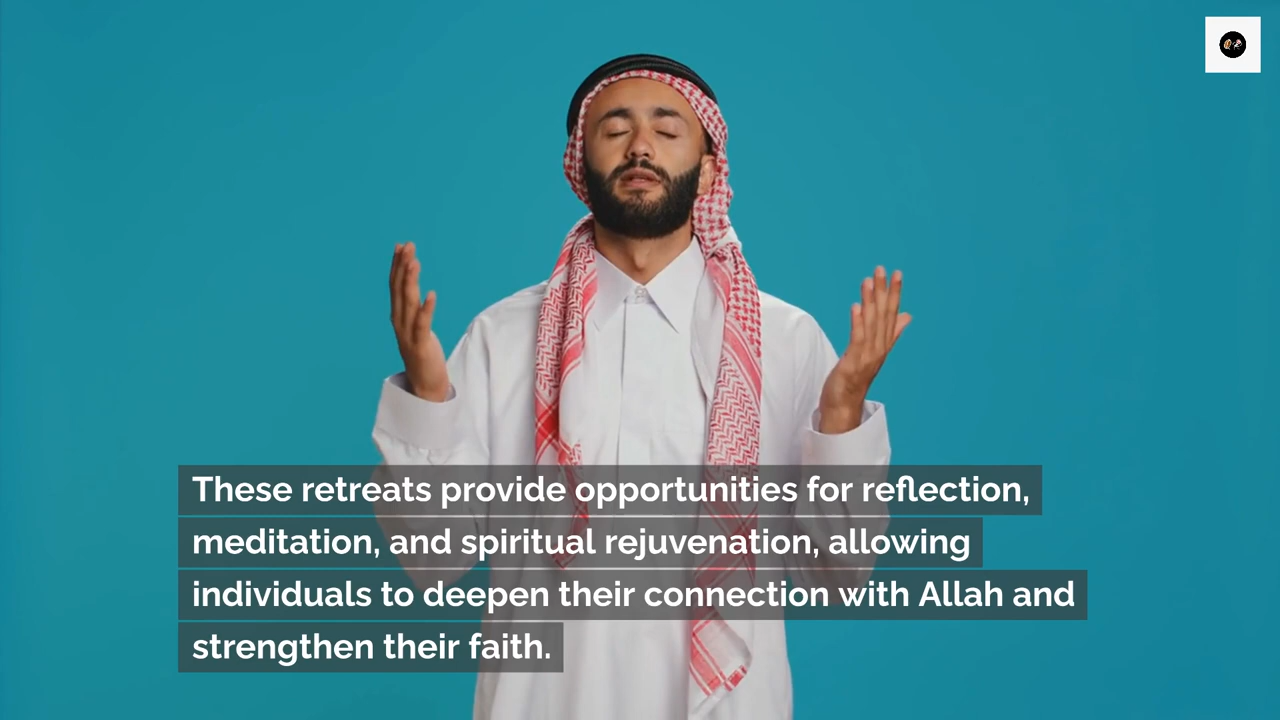 These retreats provide opportunities for reflection,
meditation, and spiritual rejuvenation, allowing
individuals to deepen their connection with Allah and
strengthen their faith.